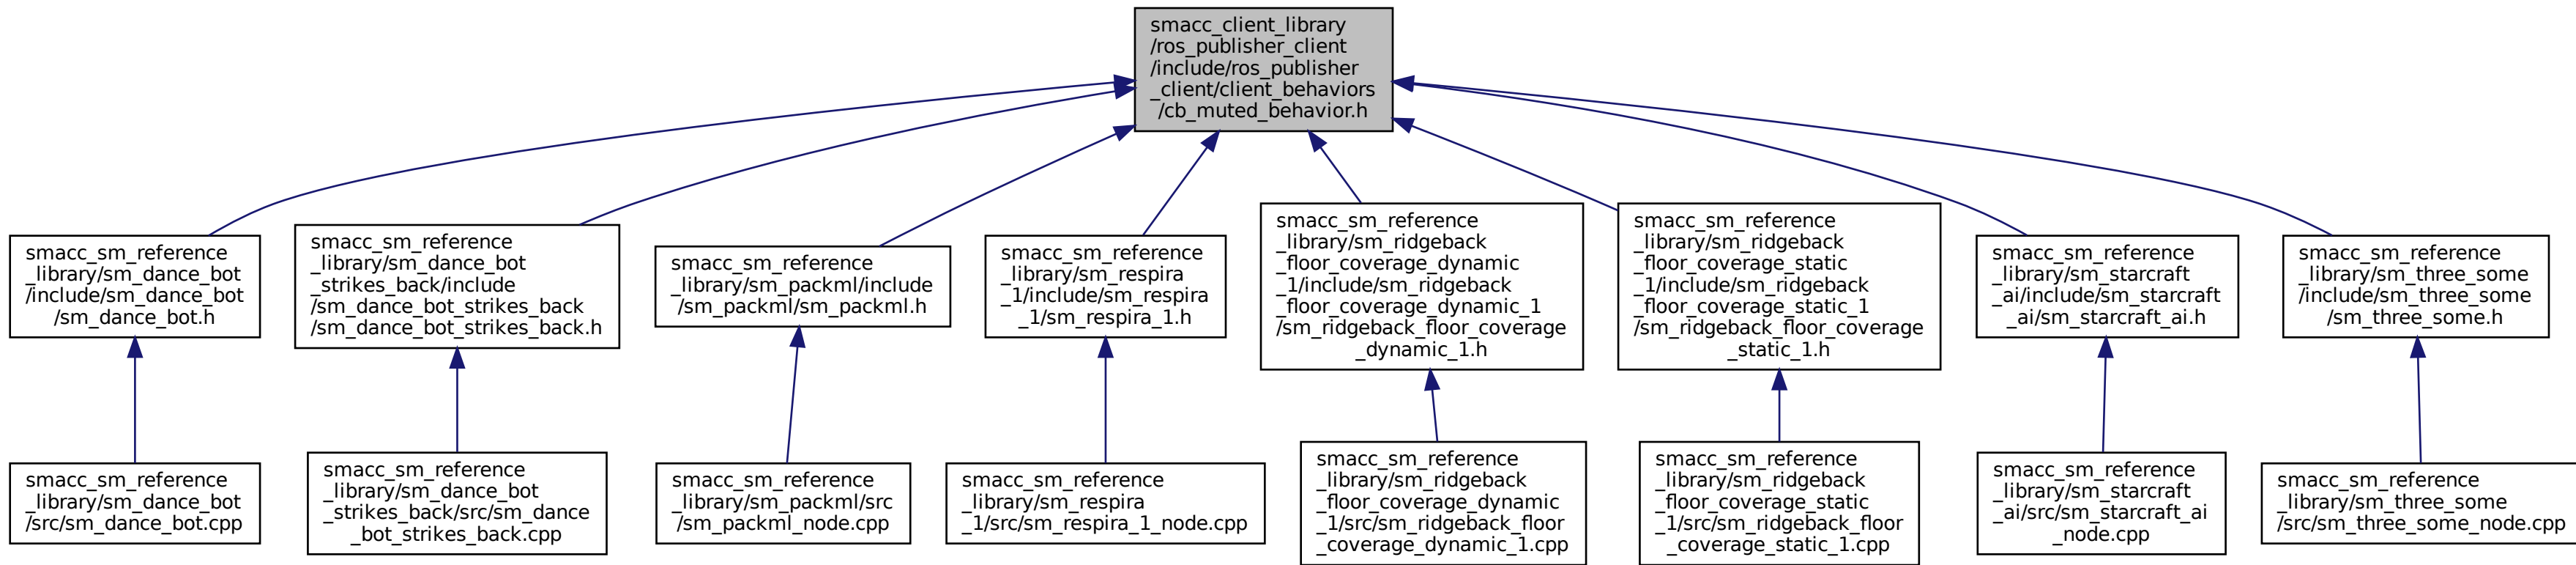 smacc_client_library
/ros_publisher_client
/include/ros_publisher
_client/client_behaviors
/cb_muted_behavior.h
smacc_sm_reference
_library/sm_dance_bot
/include/sm_dance_bot
/sm_dance_bot.h
smacc_sm_reference
_library/sm_dance_bot
_strikes_back/include
/sm_dance_bot_strikes_back
/sm_dance_bot_strikes_back.h
smacc_sm_reference
_library/sm_packml/include
/sm_packml/sm_packml.h
smacc_sm_reference
_library/sm_respira
_1/include/sm_respira
_1/sm_respira_1.h
smacc_sm_reference
_library/sm_ridgeback
_floor_coverage_dynamic
_1/include/sm_ridgeback
_floor_coverage_dynamic_1
/sm_ridgeback_floor_coverage
_dynamic_1.h
smacc_sm_reference
_library/sm_ridgeback
_floor_coverage_static
_1/include/sm_ridgeback
_floor_coverage_static_1
/sm_ridgeback_floor_coverage
_static_1.h
smacc_sm_reference
_library/sm_starcraft
_ai/include/sm_starcraft
_ai/sm_starcraft_ai.h
smacc_sm_reference
_library/sm_three_some
/include/sm_three_some
/sm_three_some.h
smacc_sm_reference
_library/sm_dance_bot
/src/sm_dance_bot.cpp
smacc_sm_reference
_library/sm_dance_bot
_strikes_back/src/sm_dance
_bot_strikes_back.cpp
smacc_sm_reference
_library/sm_packml/src
/sm_packml_node.cpp
smacc_sm_reference
_library/sm_respira
_1/src/sm_respira_1_node.cpp
smacc_sm_reference
_library/sm_ridgeback
_floor_coverage_dynamic
_1/src/sm_ridgeback_floor
_coverage_dynamic_1.cpp
smacc_sm_reference
_library/sm_ridgeback
_floor_coverage_static
_1/src/sm_ridgeback_floor
_coverage_static_1.cpp
smacc_sm_reference
_library/sm_starcraft
_ai/src/sm_starcraft_ai
_node.cpp
smacc_sm_reference
_library/sm_three_some
/src/sm_three_some_node.cpp